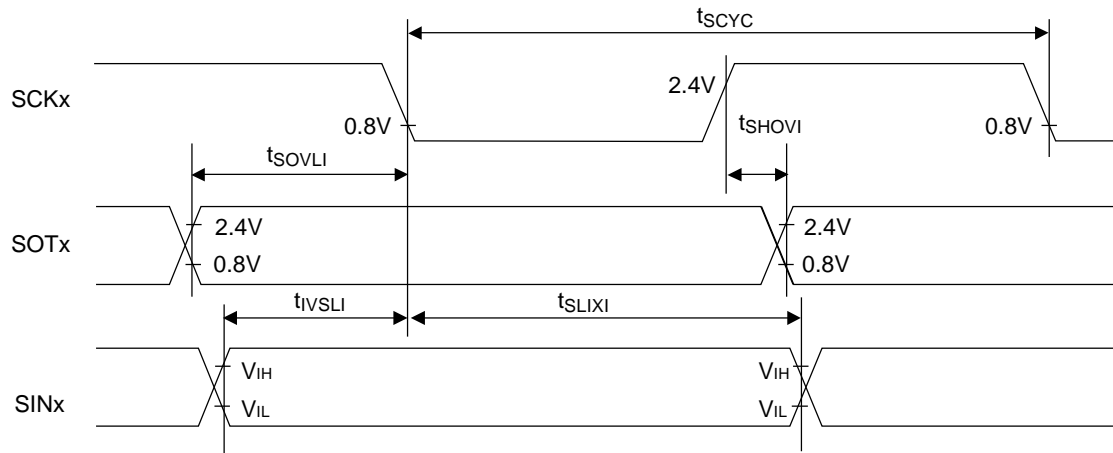 tSCYC
SCKx
2.4V
0.8V
tSHOVI
0.8V
tSOVLI
SOTx
2.4V
0.8V
2.4V
0.8V
tIVSLI
tSLIXI
SINx
VIH
VIL
VIH
VIL